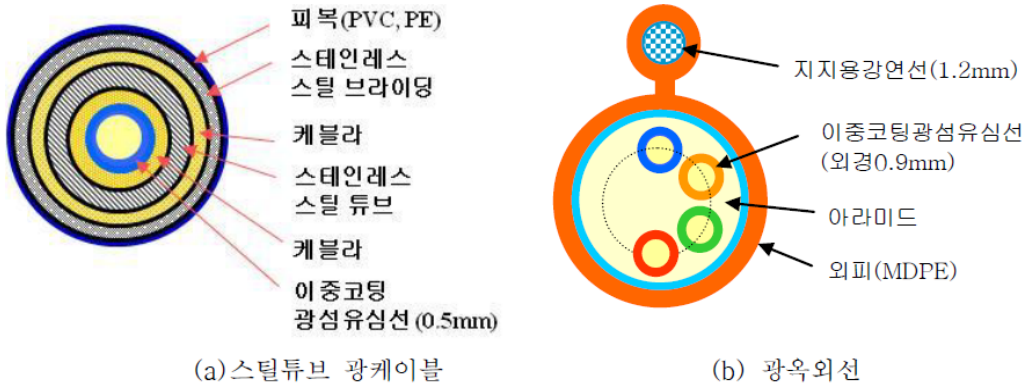 피복(PVC, PE)
스테인레스
스틸 브라이딩
케블라
스테인레스
스틸 튜브
케블라
이중코팅
광섬유심선 (0.5mm)
(a)스틸튜브 광케이블
지지용강연선(1.2mm)
이중코팅광섬유심선
(외경0.9mm)
아라미드
외피(MDPE)
(b) 광옥외선